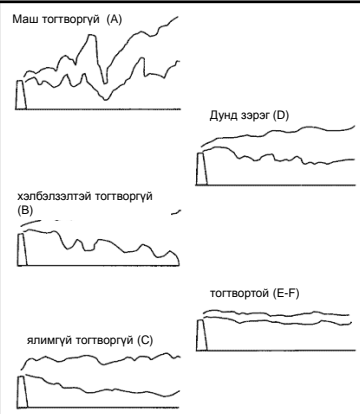 Маш тогтворгүй (A)
Дунд зэрэг (D)
хэлбэлзэлтэй тогтворгүй
(B)
тогтвортой (E-F)
ялимгүй тогтворгүй (C)